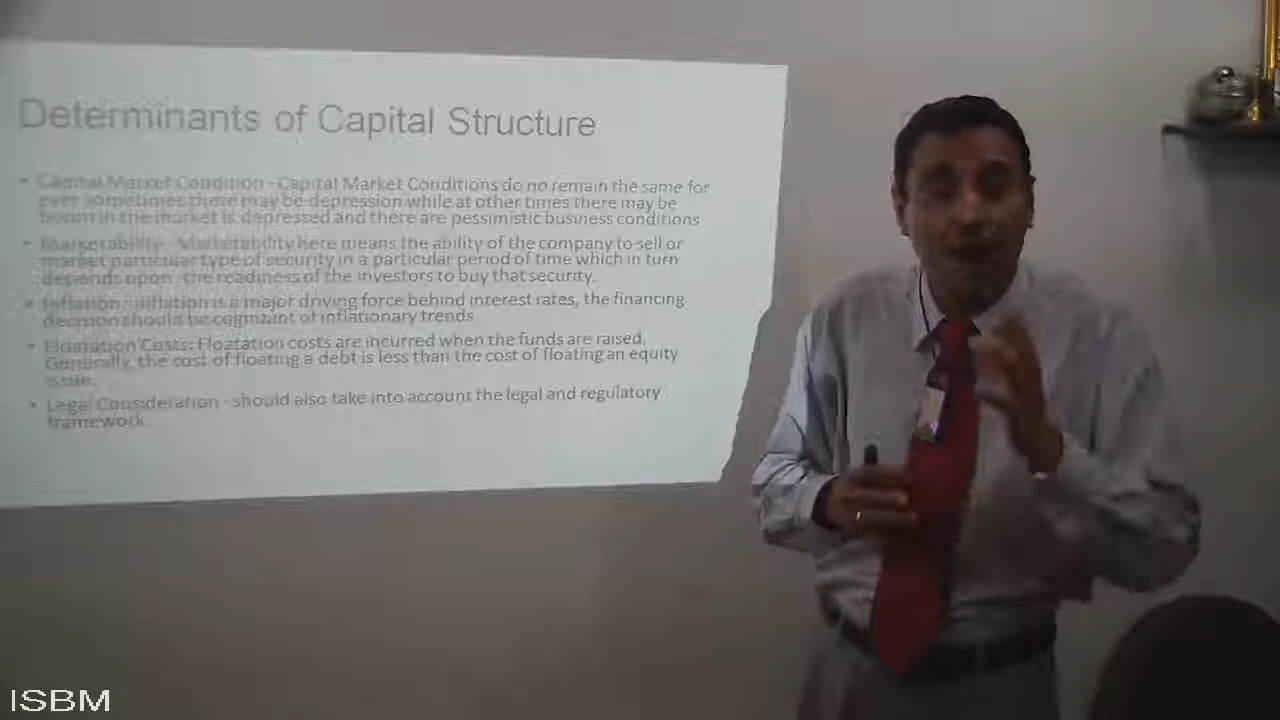 Determinants of Capital Structure
• Capital Market Condition - Capital Market Conditions do no remain the same for
ever sometimes there may be depression while at other times there may be
boom in the market is depressed and there are pessimistic business conditions
• Marketability - Marketability here means the ability of the company to sell or
market particular type of security in a particular period of time which in turn
depends upon the readiness of the investors to buy that security.
• Inflation - inflation is a major driving force behind interest rates, the financing
decision should be cognizant of inflationary trends
• Floatation Costs: Floatation costs are incurred when the funds are raised.
Generally, the cost of floating a debt is less than the cost of floating an equity
issue.
• Legal Consideration - should also take into account the legal and regulatory
framework.
ISBM